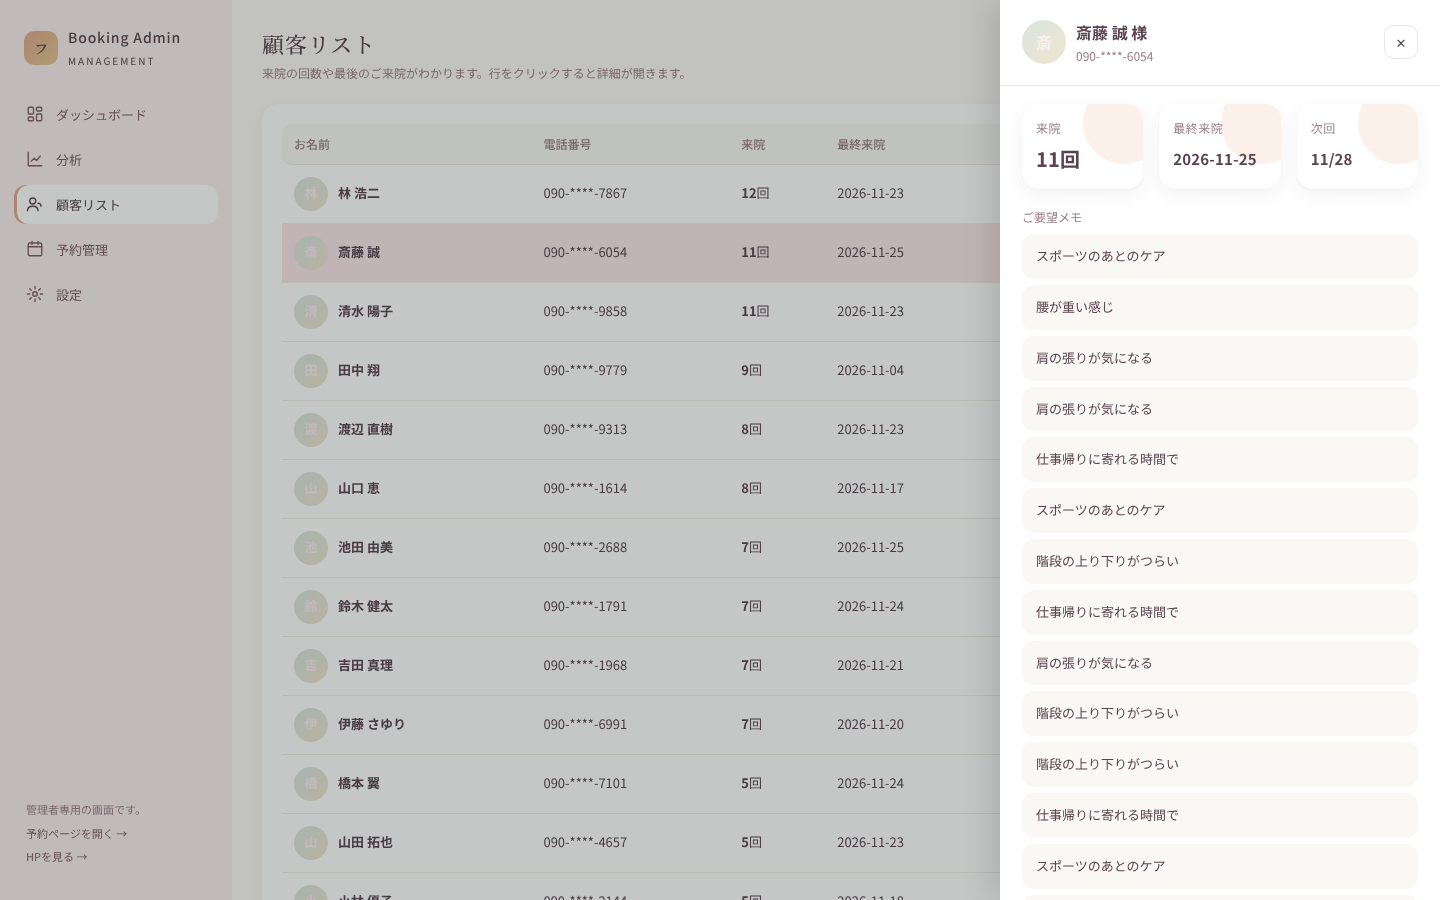 フ
Booking Admin
MANAGEMENT
ダッシュボード
分析
顧客リスト
予約管理
設定
管理者専用の画面です。
予約ページを開く →
HPを見る →
顧客リスト
来院の回数や最後のご来院がわかります。行をクリックすると詳細が開きます。
お名前 電話番号 来院 最終来院
林 林 浩二 090-****-7867 12回 2026-11-23
斎 斎藤 誠 090-****-6054 11回 2026-11-25
清 清水 陽子 090-****-9858 11回 2026-11-23
田 田中 翔 090-****-9779 9回 2026-11-04
渡 渡辺 直樹 090-****-9313 8回 2026-11-23
山 山口 恵 090-****-1614 8回 2026-11-17
池 池田 由美 090-****-2688 7回 2026-11-25
鈴 鈴木 健太 090-****-1791 7回 2026-11-24
吉 吉田 真理 090-****-1968 7回 2026-11-21
伊 伊藤 さゆり 090-****-6991 7回 2026-11-20
橋 橋本 翼 090-****-7101 5回 2026-11-24
山 山田 拓也 090-****-4657 5回 2026-11-23
斎
斎藤 誠 様
090-****-6054
×
来院
11回
最終来院
2026-11-25
次回
11/28
ご要望メモ
スポーツのあとのケア
腰が重い感じ
肩の張りが気になる
肩の張りが気になる
仕事帰りに寄れる時間で
スポーツのあとのケア
階段の上り下りがつらい
仕事帰りに寄れる時間で
肩の張りが気になる
階段の上り下りがつらい
階段の上り下りがつらい
仕事帰りに寄れる時間で
スポーツのあとのケア